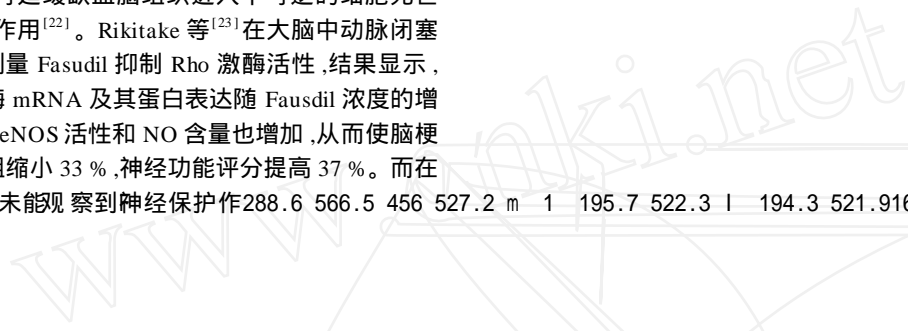 作用[22]。Rikitake 等[23]在大脑中动脉闭塞
量 Fasudil 抑制 Rho 激酶活性 ,结果显示 ,
mRNA 及其蛋白表达随 Fausdil 浓度的增
eNOS 活性和 NO 含量也增加 ,从而使脑梗
缩小 33 % ,神经功能评分提高 37 %。而在
未能观 察到神经保护作288.6 566.5 456 527.2 m 1 195.7 522.3 l 194.3 521.916
www.cnki.net